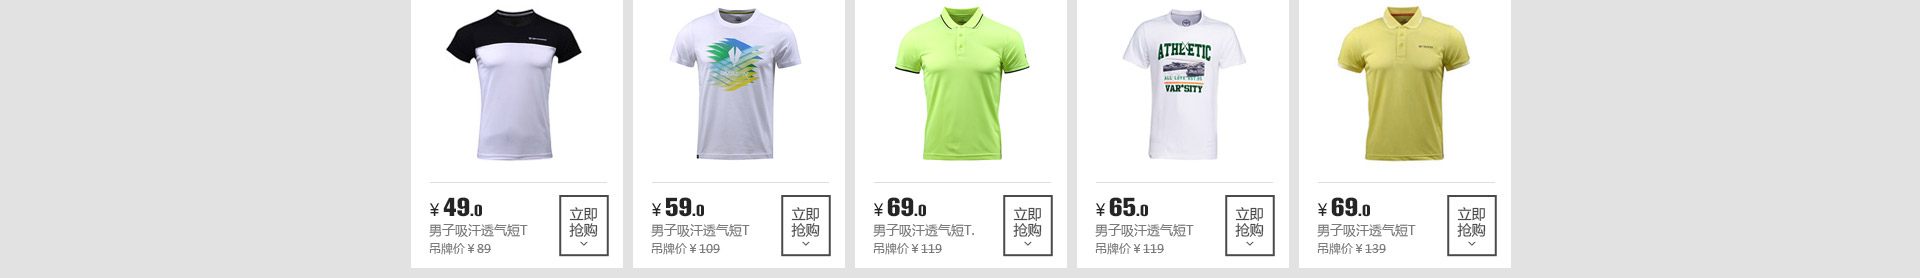 ATHLETIC
ALL LOVE
VARSITY
¥49.0
男子吸汗透气短T
吊牌价¥89
立即
抢购
¥59.0
男子吸汗透气短T
吊牌价¥109
立即
抢购
¥69.0
男子吸汗透气短T.
吊牌价¥119
立即
抢购
¥65.0
男子吸汗透气短T
吊牌价¥119
立即
抢购
¥69.0
男子吸汗透气短T
吊牌价¥139
立即
抢购